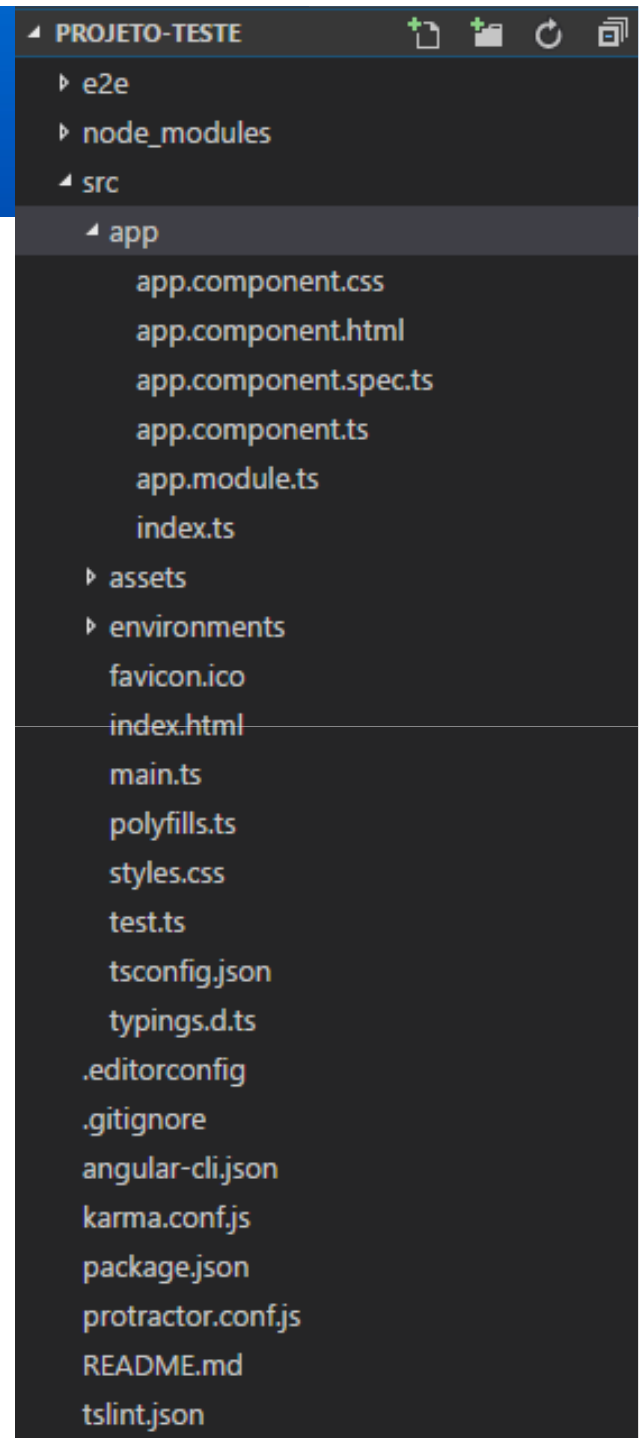 PROJETO-TESTE
e2e
node_modules
src
app
app.component.css
app.component.html
app.component.spec.ts
app.component.ts
app.module.ts
index.ts
assets
environments
favicon.ico
index.html
main.ts
polyfills.ts
styles.css
test.ts
tsconfig.json
typings.d.ts
.editorconfig
.gitignore
angular-cli.json
karma.conf.js
package.json
protractor.conf.js
README.md
tslint.json